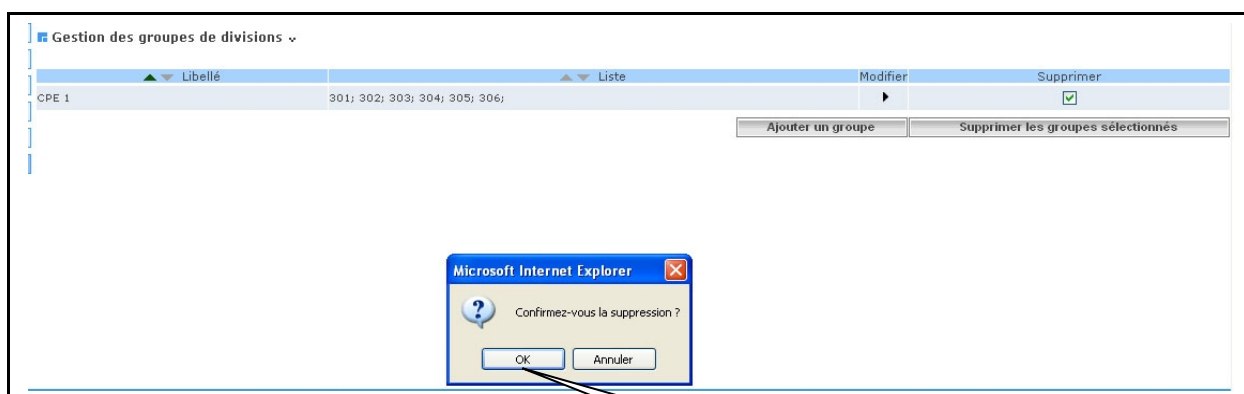 Gestion des groupes de divisions
Libellé Liste Modifier Supprimer
CPE 1 301; 302; 303; 304; 305; 306;
Ajouter un groupe Supprimer les groupes sélectionnés
Microsoft Internet Explorer
Confirmez-vous la suppression ?
OK Annuler